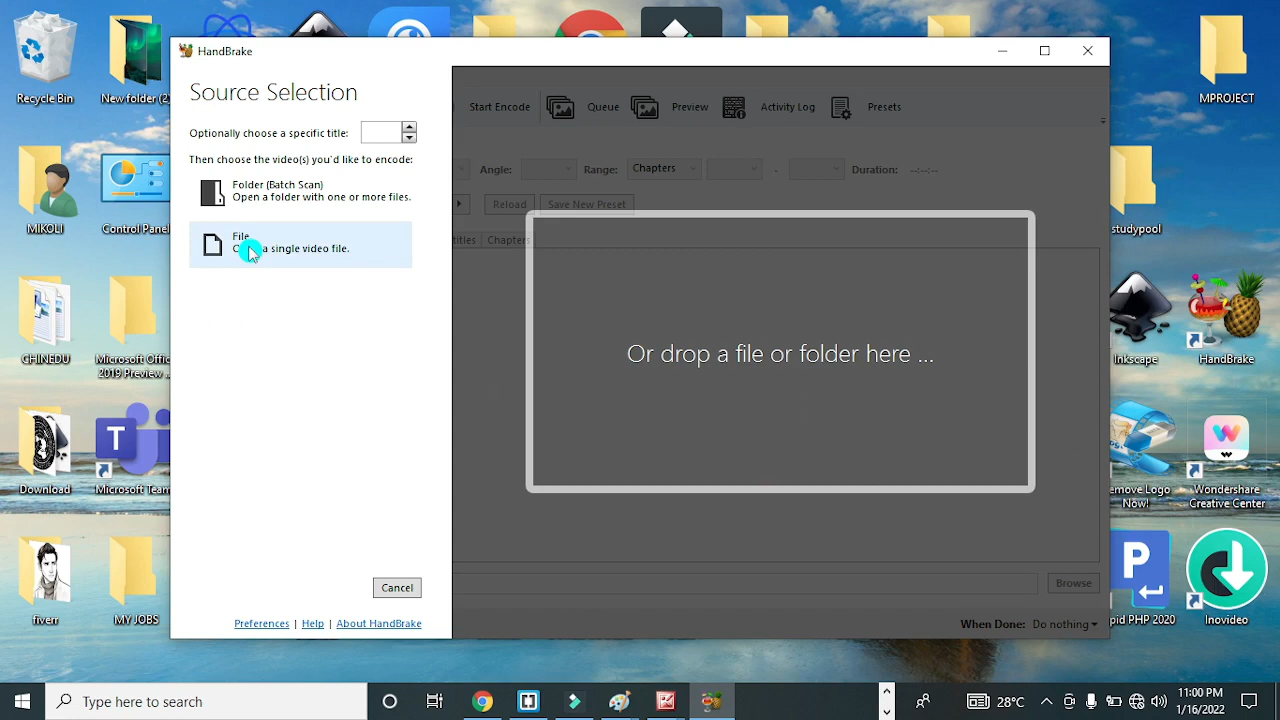 HandBrake
Source Selection
Optionally choose a specific title:
Then choose the video(s) you'd like to encode:
Folder (Batch Scan)
Open a folder with one or more files.
File
a single video file.
Cancel
Preferences | Help | About HandBrake
Start Encode
Queue
Preview
Activity Log
Presets
Angle:
Range:
Chapters
-
Duration:
--:--:--
Reload
Save New Preset
titles
Chapters
Or drop a file or folder here ...
Browse
When Done: Do nothing
Recycle Bin
New folder (2)
MIKOLI
Control Panel
CHINEDU
Microsoft Offic
2019 Preview ...
Download
Microsoft Team
fiverr
MY JOBS
MPROJECT
studypool
Inkscape
HandBrake
emove Logo
Now!
Wondershare
Creative Center
pid PHP 2020
Inovideo
Type here to search
28°C
11:00 PM
1/16/2022